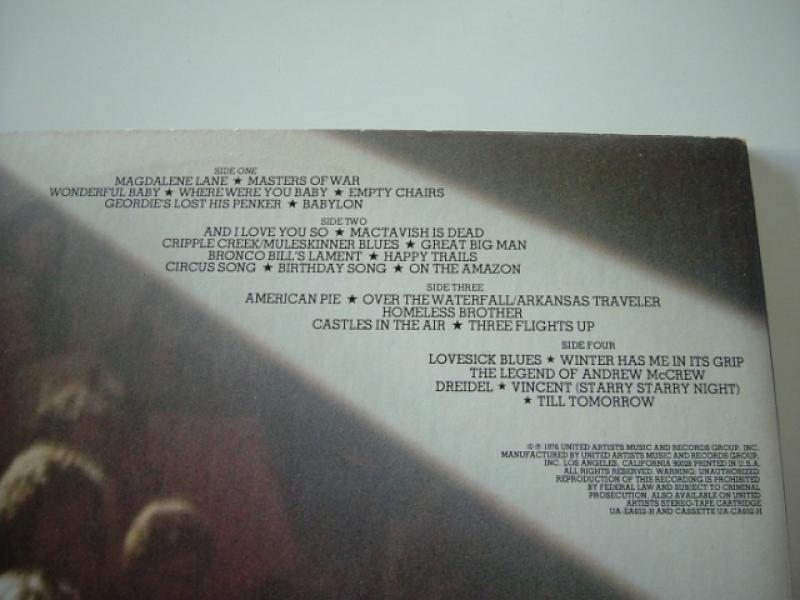 SIDE ONE
MAGDALENE LANE ★ MASTERS OF WAR
WONDERFUL BABY ★ WHERE WERE YOU BABY ★ EMPTY CHAIRS
GEORDIE'S LOST HIS PENKER ★ BABYLON
SIDE TWO
AND I LOVE YOU SO ★ MACTAVISH IS DEAD
CRIPPLE CREEK/MULESKINNER BLUES ★ GREAT BIG MAN
BRONCO BILL'S LAMENT ★ HAPPY TRAILS
CIRCUS SONG ★ BIRTHDAY SONG ★ ON THE AMAZON
SIDE THREE
AMERICAN PIE ★ OVER THE WATERFALL/ARKANSAS TRAVELER
HOMELESS BROTHER
CASTLES IN THE AIR ★ THREE FLIGHTS UP
SIDE FOUR
LOVESICK BLUES ★ WINTER HAS ME IN ITS GRIP
THE LEGEND OF ANDREW McCREW
DREIDEL ★ VINCENT (STARRY STARRY NIGHT)
★ TILL TOMORROW
© ℗ 1976 UNITED ARTISTS MUSIC AND RECORDS GROUP, INC.
MANUFACTURED BY UNITED ARTISTS MUSIC AND RECORDS GROUP,
INC. LOS ANGELES, CALIFORNIA 90028 PRINTED IN U.S.A.
ALL RIGHTS RESERVED. WARNING: UNAUTHORIZED
REPRODUCTION OF THIS RECORDING IS PROHIBITED
BY FEDERAL LAW AND SUBJECT TO CRIMINAL
PROSECUTION. ALSO AVAILABLE ON UNITED
ARTISTS STEREO-TAPE CARTRIDGE
UA-EA652-H AND CASSETTE UA-CA652-H